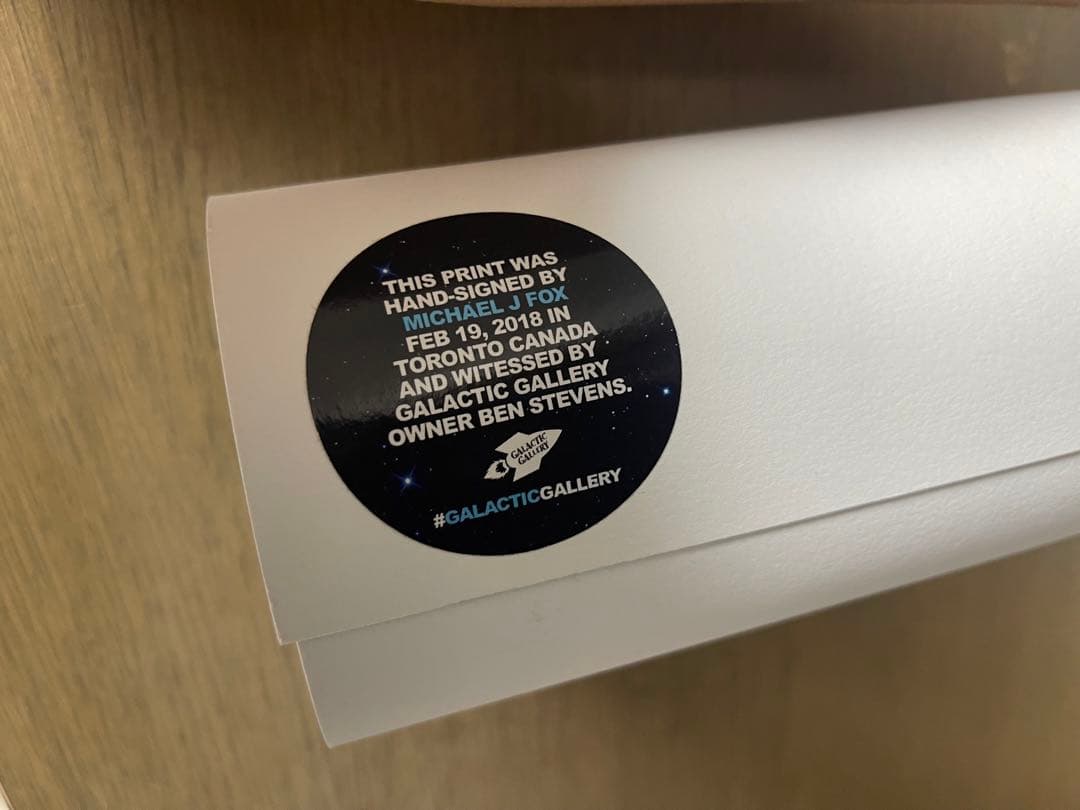 THIS PRINT WAS
HAND-SIGNED BY
MICHAEL J FOX
FEB 19, 2018 IN
TORONTO CANADA
AND WITESSED BY
GALACTIC GALLERY
OWNER BEN STEVENS.
GALACTIC
GALLERY
#GALACTICGALLERY